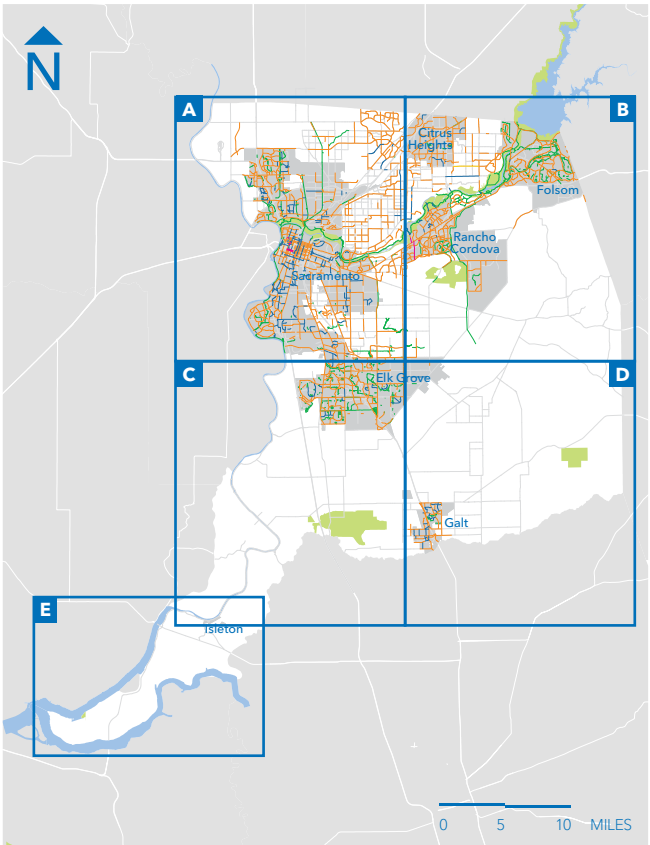 N
A
B
Citrus
Heights
Folsom
Rancho
Cordova
Sacramento
C
Elk Grove
D
Galt
E
Isleton
0 5 10 MILES